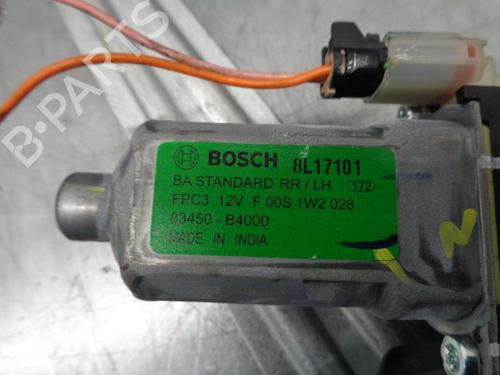 BOSCH 8L17101
BA STANDARD RR / LH 172
FPC3 12V F 00S 1W2 028
83450 - B4000
MADE IN INDIA
B-PARTS